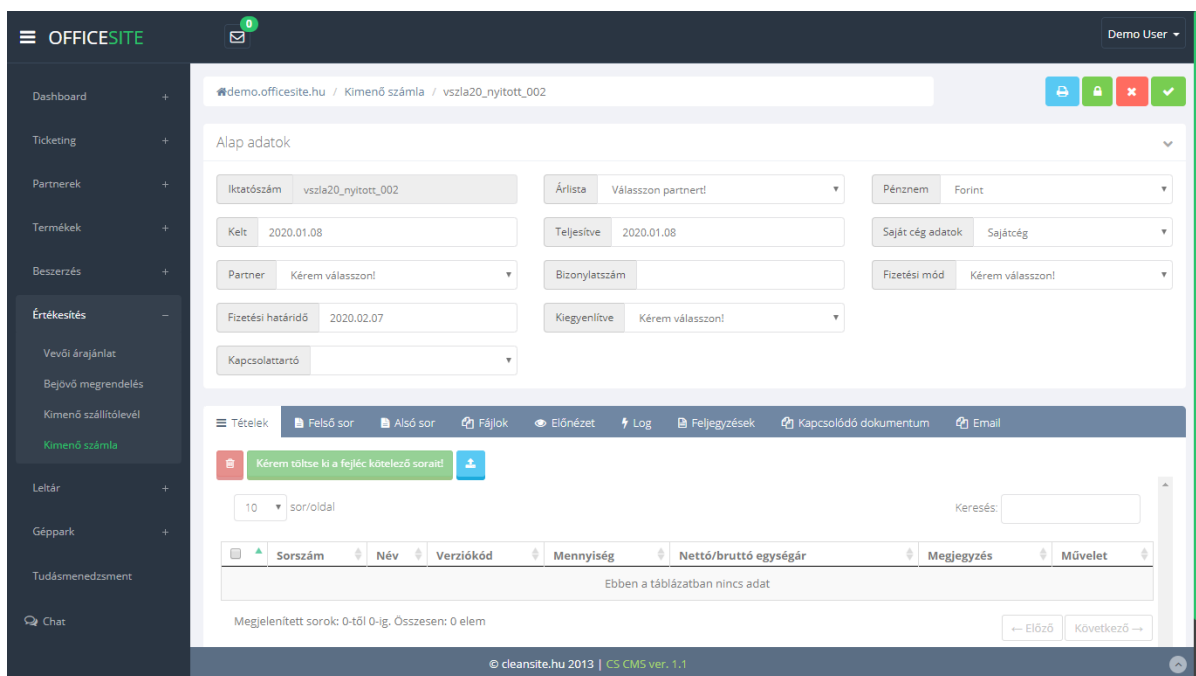 OFFICESITE
0
Demo User
Dashboard +
Ticketing +
Partnerek +
Termékek +
Beszerzés +
Értékesítés −
Vevői árajánlat
Bejövő megrendelés
Kimenő szállítólevél
Kimenő számla
Leltár +
Géppark +
Tudásmenedzsment
Chat
demo.officesite.hu / Kimenő számla / vszla20_nyitott_002
Alap adatok
Iktatószám vszla20_nyitott_002 Árlista Válasszon partnert! Pénznem Forint
Kelt 2020.01.08 Teljesítve 2020.01.08 Saját cég adatok Sajátcég
Partner Kérem válasszon! Bizonylatszám Fizetési mód Kérem válasszon!
Fizetési határidő 2020.02.07 Kiegyenlítve Kérem válasszon!
Kapcsolattartó
Tételek Felső sor Alsó sor Fájlok Előnézet Log Feljegyzések Kapcsolódó dokumentum Email
Kérem töltse ki a fejléc kötelező sorait!
10 sor/oldal Keresés:
Sorszám Név Verziókód Mennyiség Nettó/bruttó egységár Megjegyzés Művelet
Ebben a táblázatban nincs adat
Megjelenített sorok: 0-tól 0-ig. Összesen: 0 elem
← Előző Következő →
© cleansite.hu 2013 | CS CMS ver. 1.1